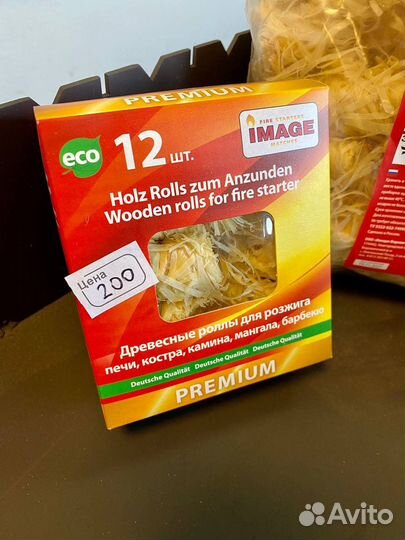 PREMIUM
eco
12 шт.
FIRE STARTERS
IMAGE
MATCHES
Holz Rolls zum Anzunden
Wooden rolls for fire starter
Цена
200
Древесные роллы для розжига
печи, костра, камина, мангала, барбекю
Deutsche Qualität Deutsche Qualität Deutsche Qualität
PREMIUM
Avito